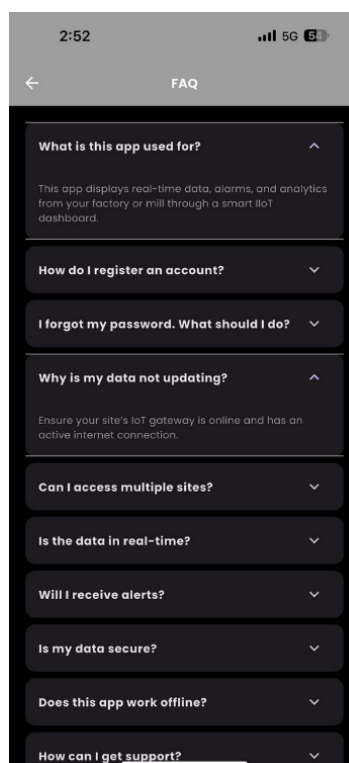 2:52
5G 54
FAQ
What is this app used for?
This app displays real-time data, alarms, and analytics
from your factory or mill through a smart IIoT
dashboard.
How do I register an account?
I forgot my password. What should I do?
Why is my data not updating?
Ensure your site's IoT gateway is online and has an
active internet connection.
Can I access multiple sites?
Is the data in real-time?
Will I receive alerts?
Is my data secure?
Does this app work offline?
How can I get support?